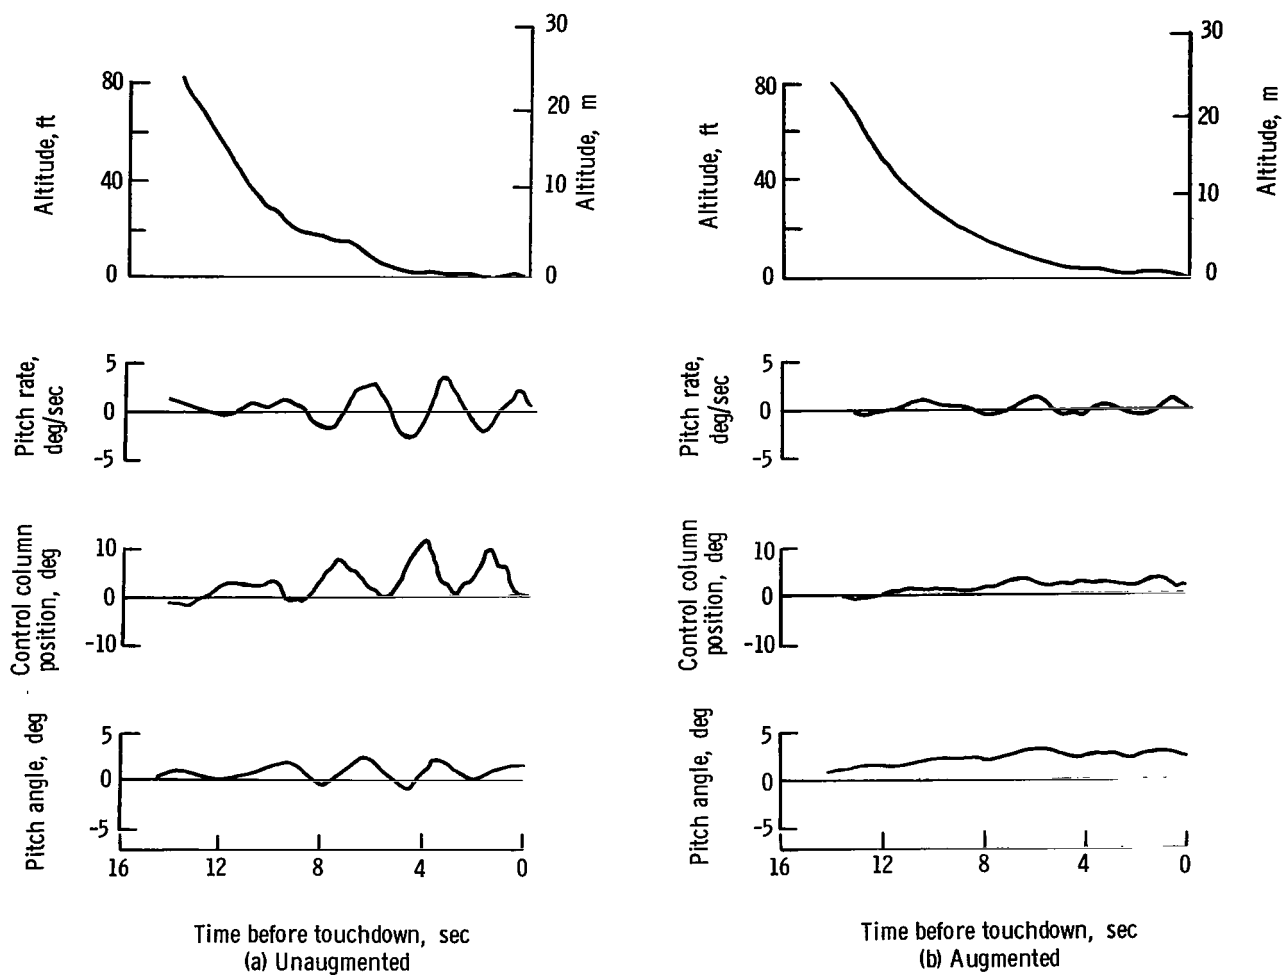 30
80
20
Altitude, ft
Altitude, m
40
10
0
0
5
Pitch rate,
deg/sec
0
-5
10
Control column
position, deg
0
-10
5
Pitch angle, deg
0
-5
16 12 8 4 0
Time before touchdown, sec
(a) Unaugmented
30
80
20
Altitude, ft
Altitude, m
40
10
0
0
5
Pitch rate,
deg/sec
0
-5
10
Control column
position, deg
0
-10
5
Pitch angle, deg
0
-5
16 12 8 4 0
Time before touchdown, sec
(b) Augmented